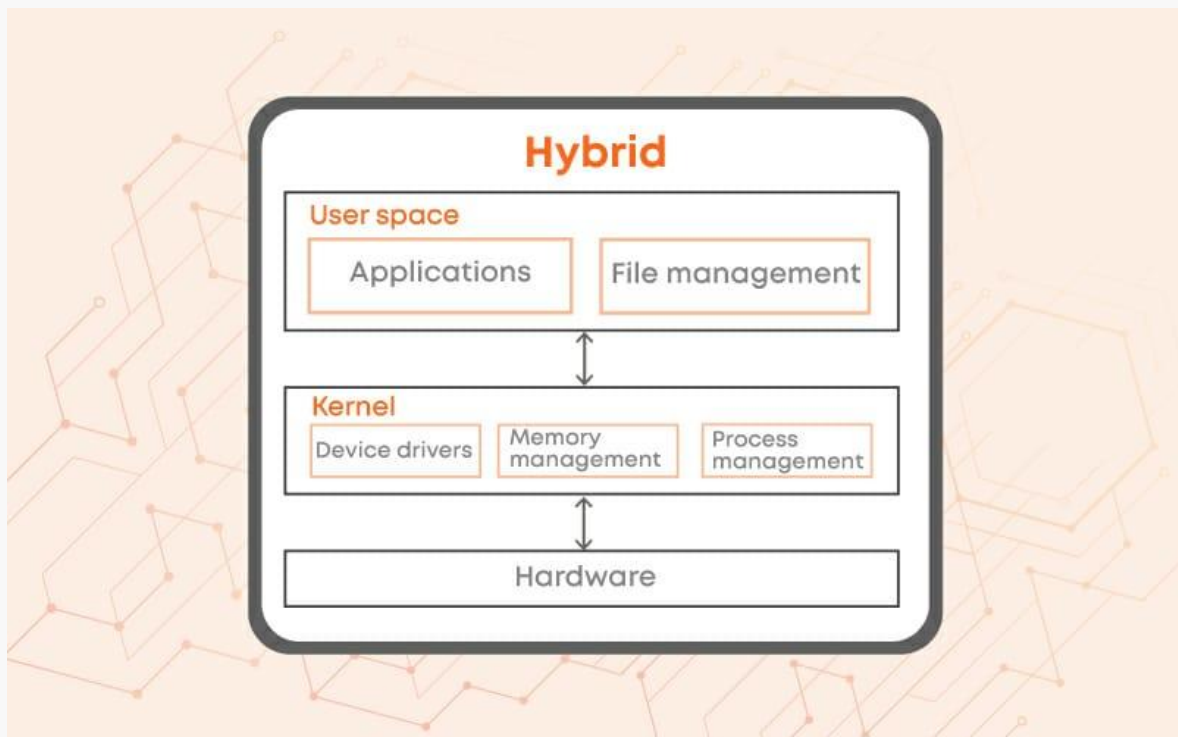 Hybrid
User space
Applications
File management
Kernel
Device drivers
Memory
management
Process
management
Hardware